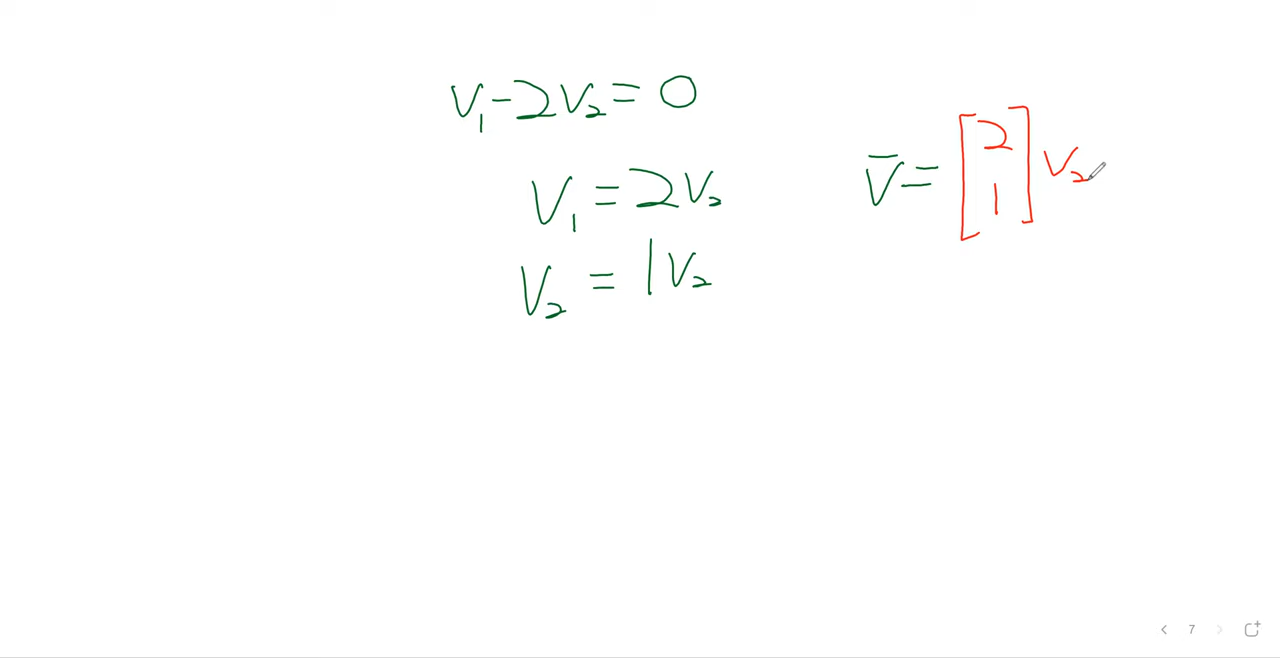 v₁-2v₂=0
v₁=2v₂
v₂=1v₂
v̄=[2
1]v₂
7